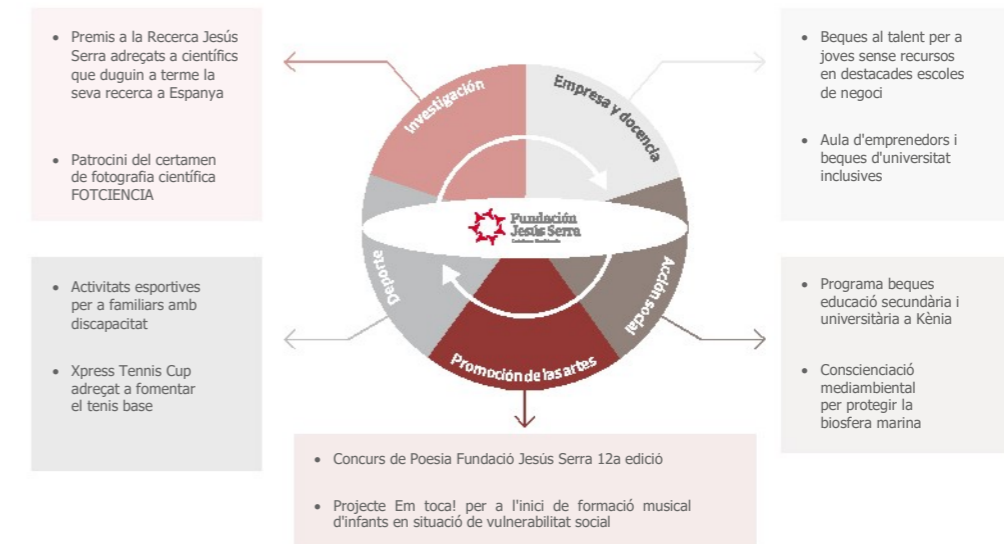 • Premis a la Recerca Jesús
Serra adreçats a científics
que duguin a terme la
seva recerca a Espanya
• Patrocini del certamen
de fotografia científica
FOTCIENCIA
Investigación
Empresa y docencia
• Beques al talent per a
joves sense recursos
en destacades escoles
de negoci
• Aula d'emprenedors i
beques d'universitat
inclusives
Fundación
Jesús Serra
• Activitats esportives
per a familiars amb
discapacitat
• Xpress Tennis Cup
adreçat a fomentar
el tenis base
Deporte
Acción social
Promoción de las artes
• Programa beques
educació secundària i
universitària a Kènia
• Conscienciació
mediambiental
per protegir la
biosfera marina
• Concurs de Poesia Fundació Jesús Serra 12a edició
• Projecte Em toca! per a l'inici de formació musical
d'infants en situació de vulnerabilitat social